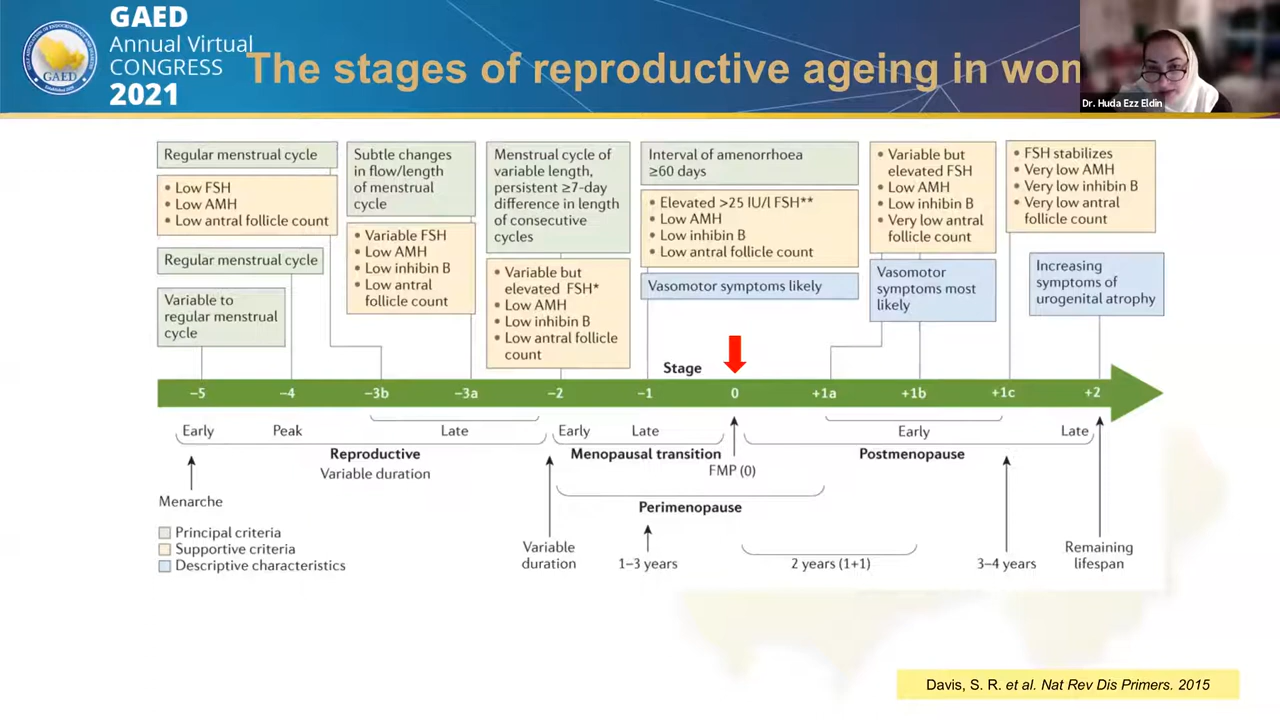 GAED
Annual Virtual
CONGRESS
2021
GAED
The stages of reproductive ageing in wom
Dr. Huda Ezz Eldin
Regular menstrual cycle
• Low FSH
• Low AMH
• Low antral follicle count
Regular menstrual cycle
Variable to
regular menstrual
cycle
Subtle changes
in flow/length
of menstrual
cycle
• Variable FSH
• Low AMH
• Low inhibin B
• Low antral
follicle count
Menstrual cycle of
variable length,
persistent ≥7-day
difference in length
of consecutive
cycles
• Variable but
elevated FSH*
• Low AMH
• Low inhibin B
• Low antral follicle
count
Interval of amenorrhoea
≥60 days
• Elevated >25 IU/l FSH**
• Low AMH
• Low inhibin B
• Low antral follicle count
Vasomotor symptoms likely
• Variable but
elevated FSH
• Low AMH
• Low inhibin B
• Very low antral
follicle count
Vasomotor
symptoms most
likely
• FSH stabilizes
• Very low AMH
• Very low inhibin B
• Very low antral
follicle count
Increasing
symptoms of
urogenital atrophy
Stage
−5 −4 −3b −3a −2 −1 0 +1a +1b +1c +2
Early Peak Late Early Late Early Late
Reproductive Menopausal transition Postmenopause
Variable duration FMP (0)
Menarche
Perimenopause
Principal criteria
Supportive criteria
Descriptive characteristics
Variable
duration
1–3 years
2 years (1+1)
3–4 years
Remaining
lifespan
Davis, S. R. et al. Nat Rev Dis Primers. 2015